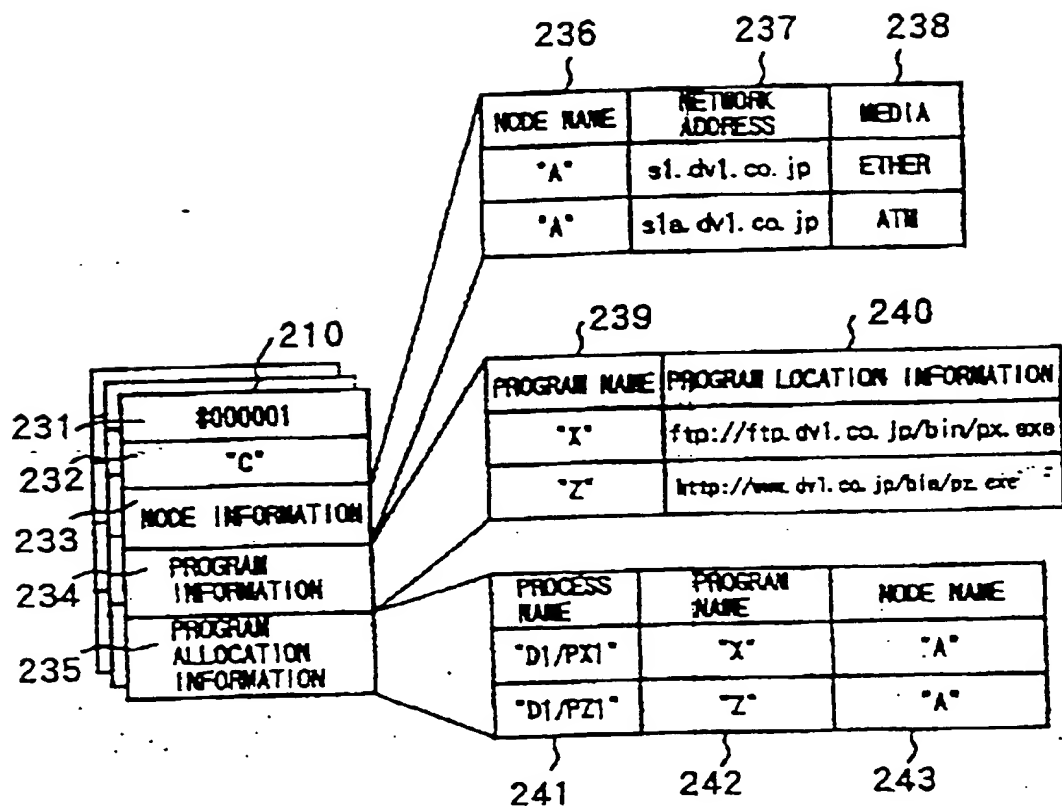 236 237 238
NODE NAME NETWORK ADDRESS MEDIA
"A" s1.dv1.co.jp ETHER
"A" s1a.dv1.co.jp ATM
239 240
PROGRAM NAME PROGRAM LOCATION INFORMATION
"X" ftp://ftp.dv1.co.jp/bin/px.exe
"Z" http://www.dv1.co.jp/bin/pz.exe
210
231 #000001
232 "C"
233 NODE INFORMATION
234 PROGRAM
INFORMATION
235 PROGRAM
ALLOCATION
INFORMATION
PROCESS NAME PROGRAM NAME NODE NAME
"D1/PX1" "X" "A"
"D1/PZ1" "Z" "A"
241 242 243